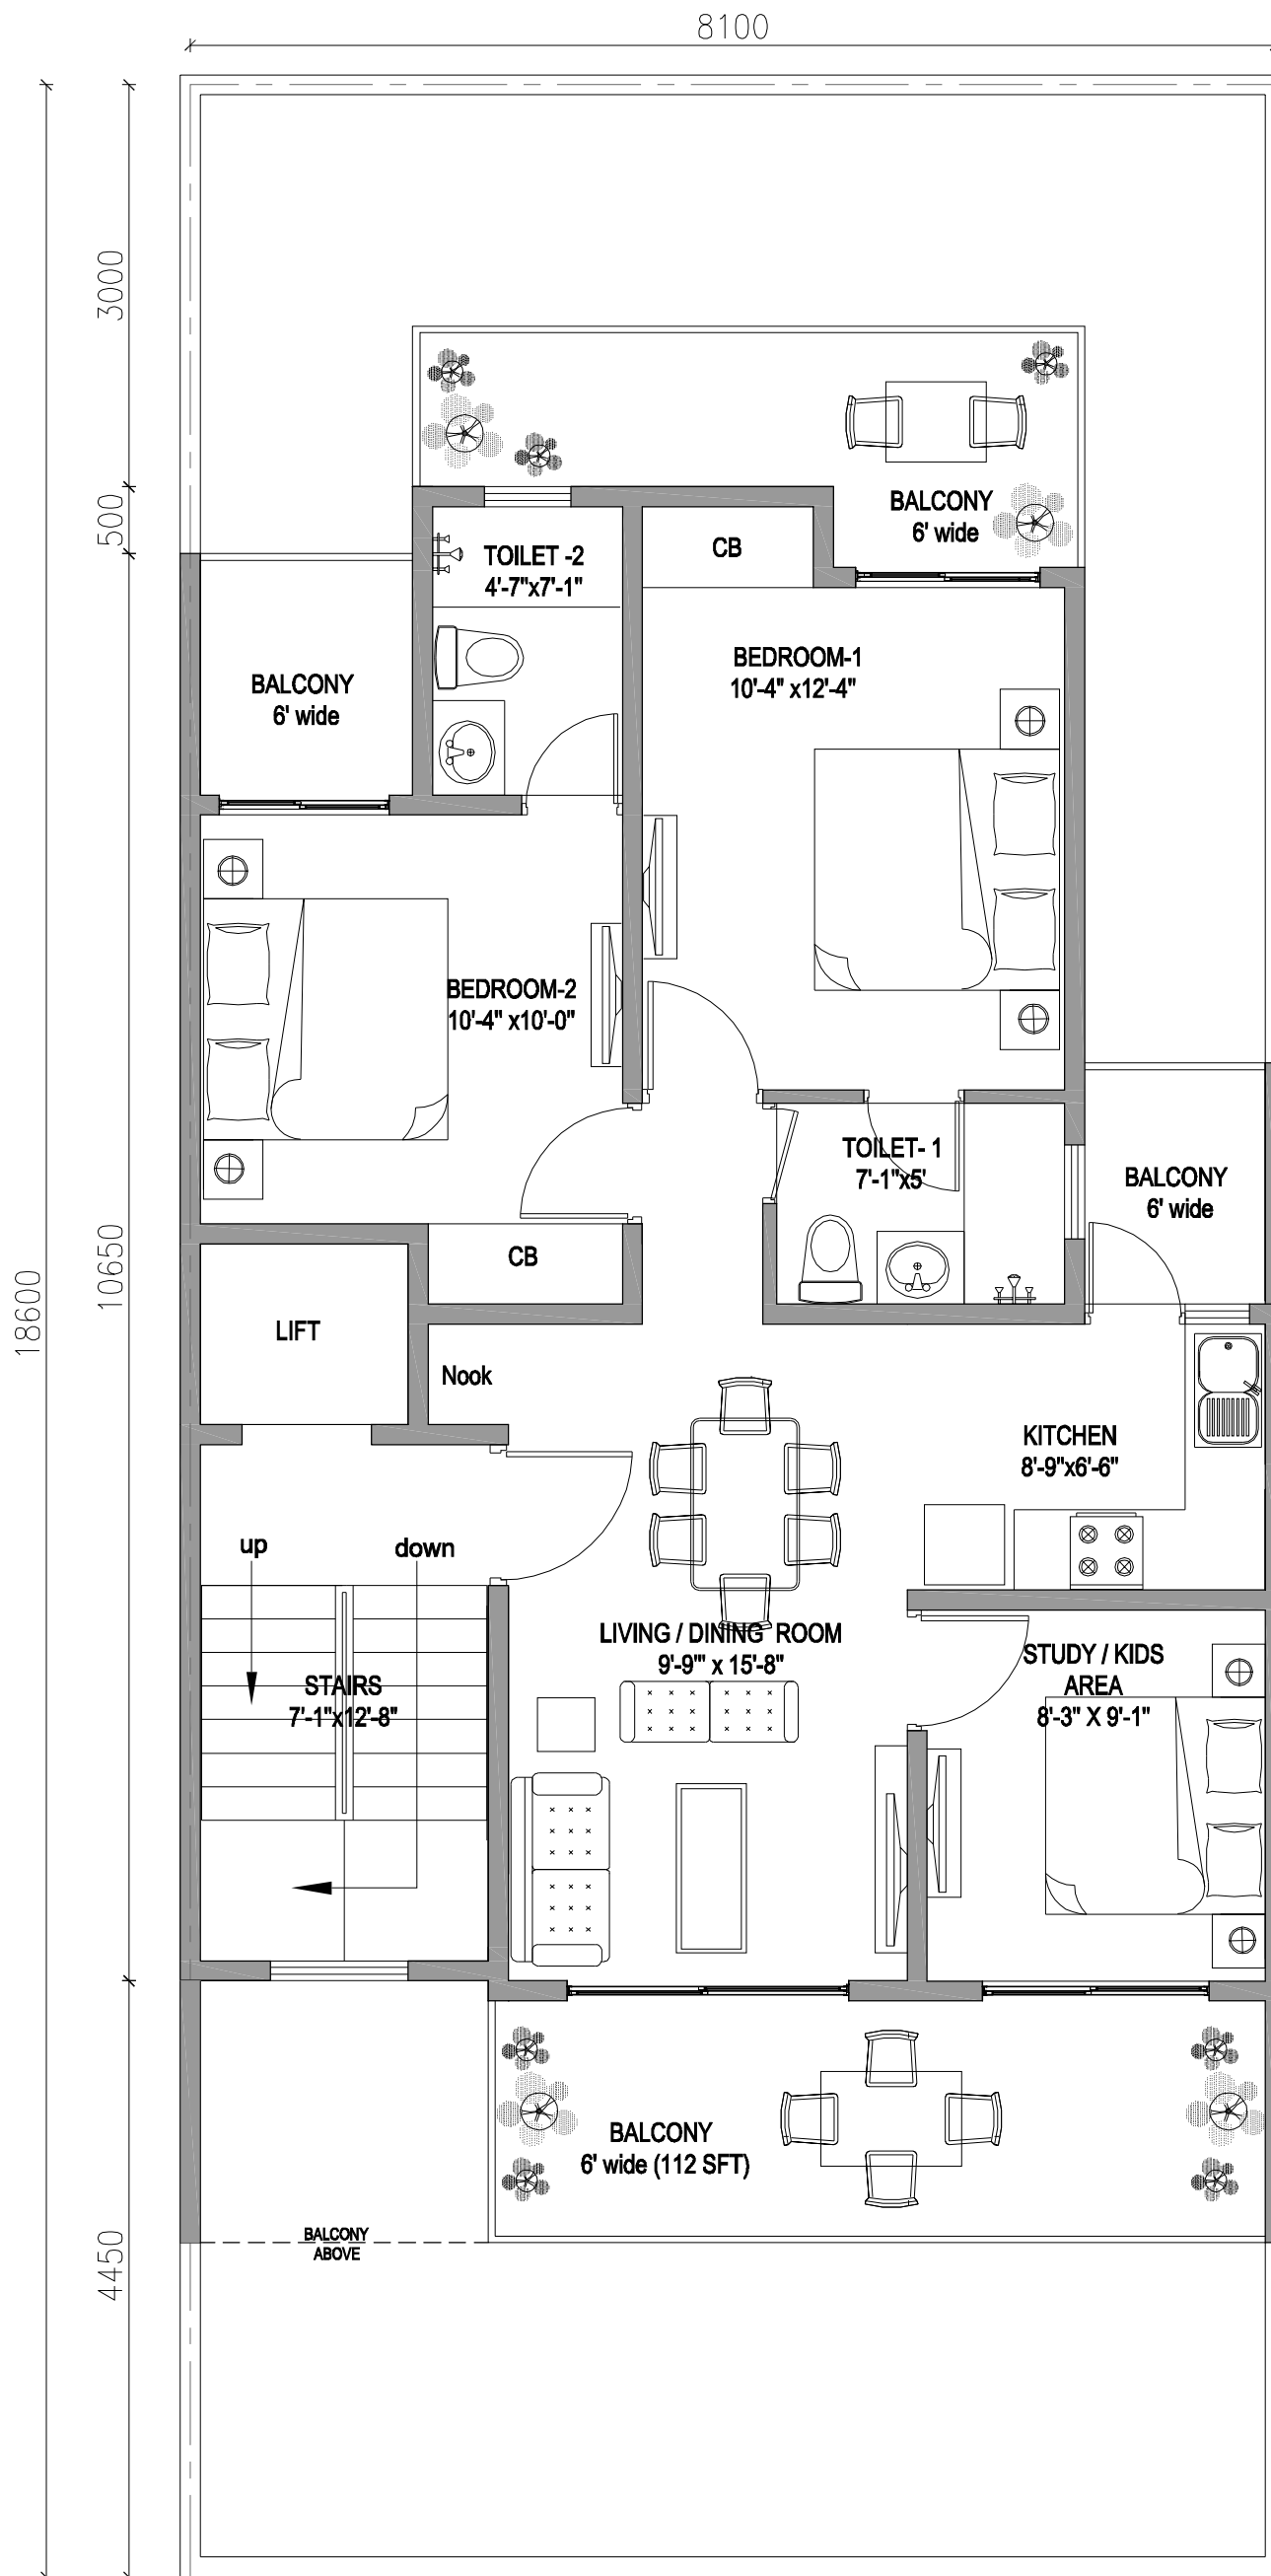 8100
3000
BALCONY
6' wide
500
TOILET -2
4'-7"x7'-1"
CB
BALCONY
6' wide
BEDROOM-1
10'-4" x12'-4"
BEDROOM-2
10'-4" x10'-0"
TOILET- 1
7'-1"x5'
BALCONY
6' wide
10650
18600
CB
LIFT
Nook
KITCHEN
8'-9"x6'-6"
up
down
LIVING / DINING ROOM
9'-9'" x 15'-8"
STUDY / KIDS
AREA
8'-3" X 9'-1"
STAIRS
7'-1"x12'-8"
BALCONY
6' wide (112 SFT)
BALCONY
ABOVE
4450